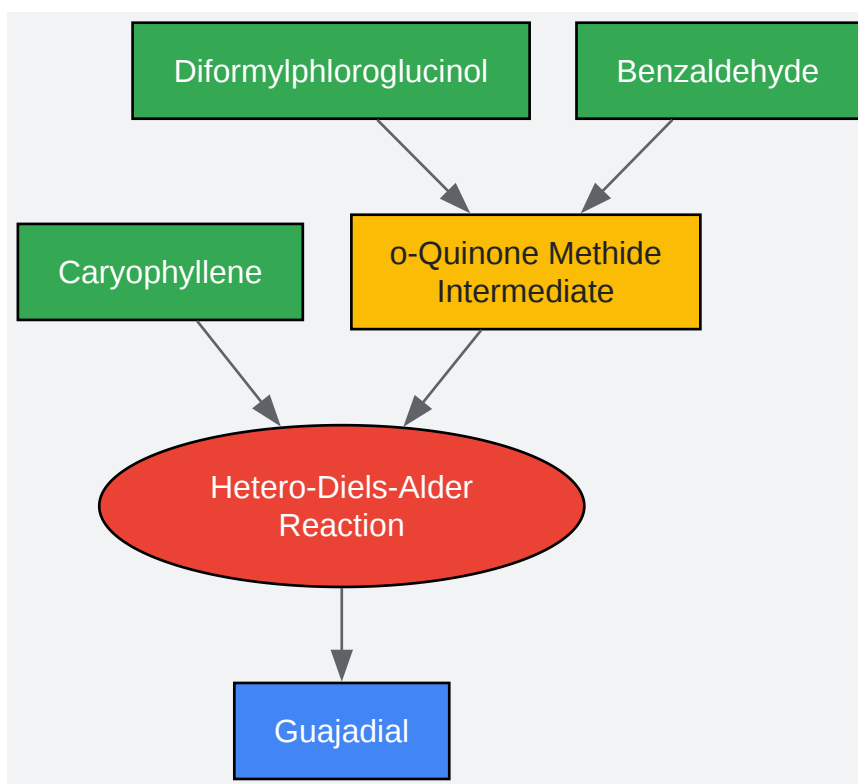 Diformylphloroglucinol
Benzaldehyde
Caryophyllene
o-Quinone Methide
Intermediate
Hetero-Diels-Alder
Reaction
Guajadial